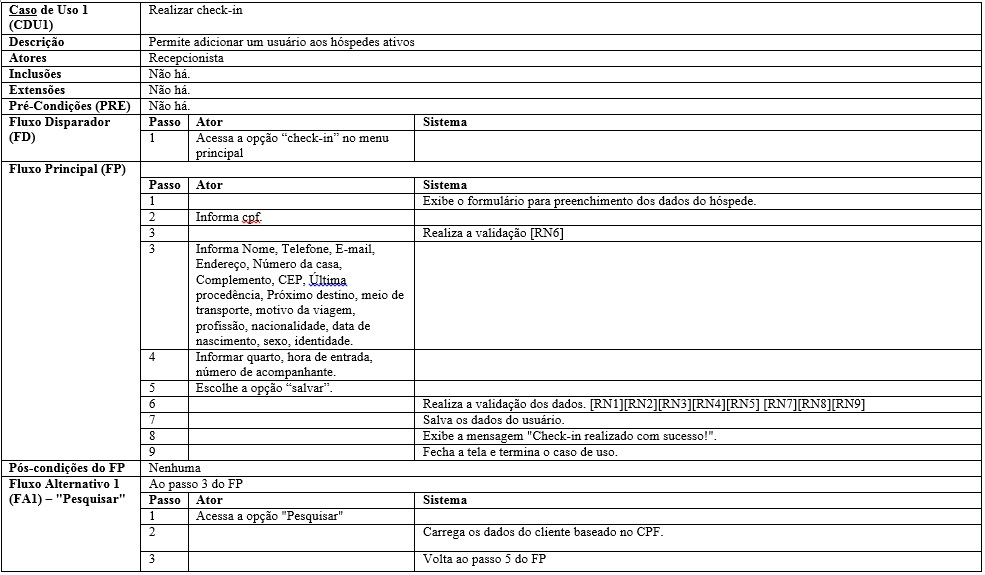 Caso de Uso 1 Realizar check-in
(CDU1)
Descrição Permite adicionar um usuário aos hóspedes ativos
Atores Recepcionista
Inclusões Não há.
Extensões Não há.
Pré-Condições (PRE) Não há.
Fluxo Disparador Passo Ator Sistema
(FD) 1 Acessa a opção “check-in” no menu
principal
Fluxo Principal (FP)
Passo Ator Sistema
1 Exibe o formulário para preenchimento dos dados do hóspede.
2 Informa cpf.
3 Realiza a validação [RN6]
3 Informa Nome, Telefone, E-mail,
Endereço, Número da casa,
Complemento, CEP, Última
procedência, Próximo destino, meio de
transporte, motivo da viagem,
profissão, nacionalidade, data de
nascimento, sexo, identidade.
4 Informar quarto, hora de entrada,
número de acompanhante.
5 Escolhe a opção “salvar”.
6 Realiza a validação dos dados. [RN1][RN2][RN3][RN4][RN5] [RN7][RN8][RN9]
7 Salva os dados do usuário.
8 Exibe a mensagem "Check-in realizado com sucesso!".
9 Fecha a tela e termina o caso de uso.
Pós-condições do FP Nenhuma
Fluxo Alternativo 1 Ao passo 3 do FP
(FA1) – "Pesquisar" Passo Ator Sistema
1 Acessa a opção "Pesquisar"
2 Carrega os dados do cliente baseado no CPF.
3 Volta ao passo 5 do FP